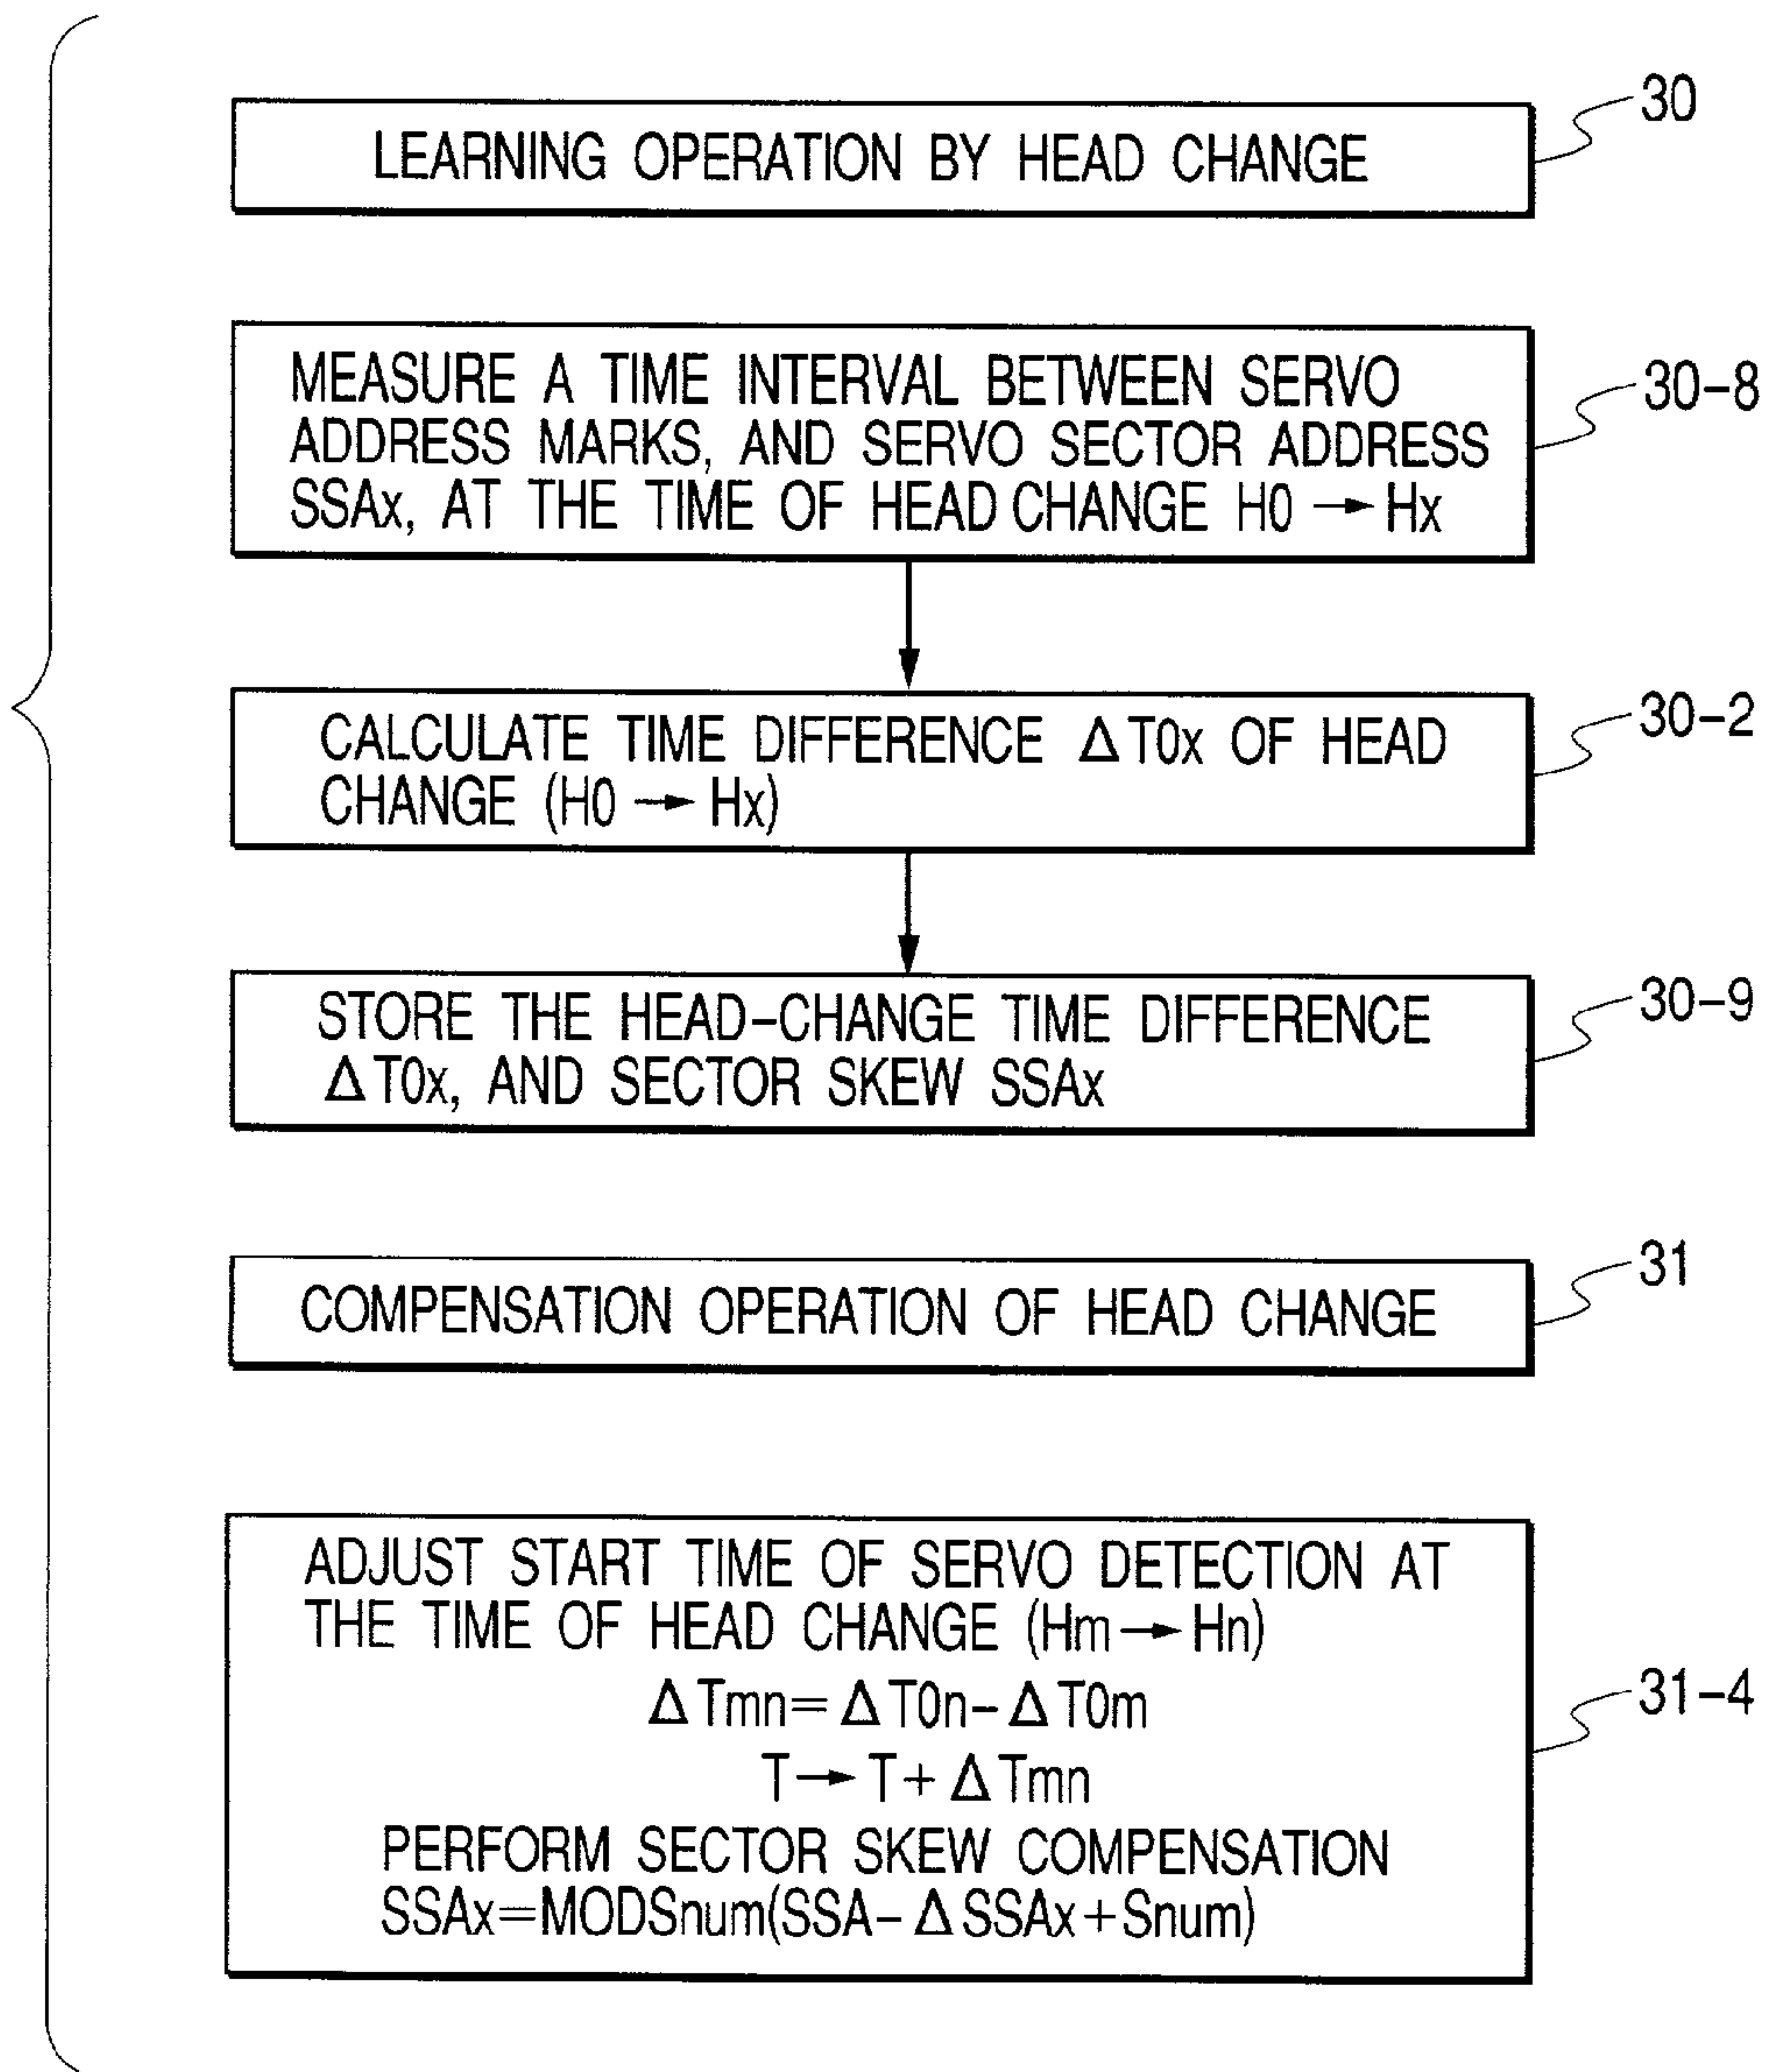 30
LEARNING OPERATION BY HEAD CHANGE
30-8
MEASURE A TIME INTERVAL BETWEEN SERVO
ADDRESS MARKS, AND SERVO SECTOR ADDRESS
SSAx, AT THE TIME OF HEAD CHANGE H0 → Hx
30-2
CALCULATE TIME DIFFERENCE ΔT0x OF HEAD
CHANGE (H0 → Hx)
30-9
STORE THE HEAD-CHANGE TIME DIFFERENCE
ΔT0x, AND SECTOR SKEW SSAx
31
COMPENSATION OPERATION OF HEAD CHANGE
31-4
ADJUST START TIME OF SERVO DETECTION AT
THE TIME OF HEAD CHANGE (Hm → Hn)
ΔTmn=ΔT0n-ΔT0m
T → T+ΔTmn
PERFORM SECTOR SKEW COMPENSATION
SSAx=MODSnum(SSA-ΔSSAx+Snum)